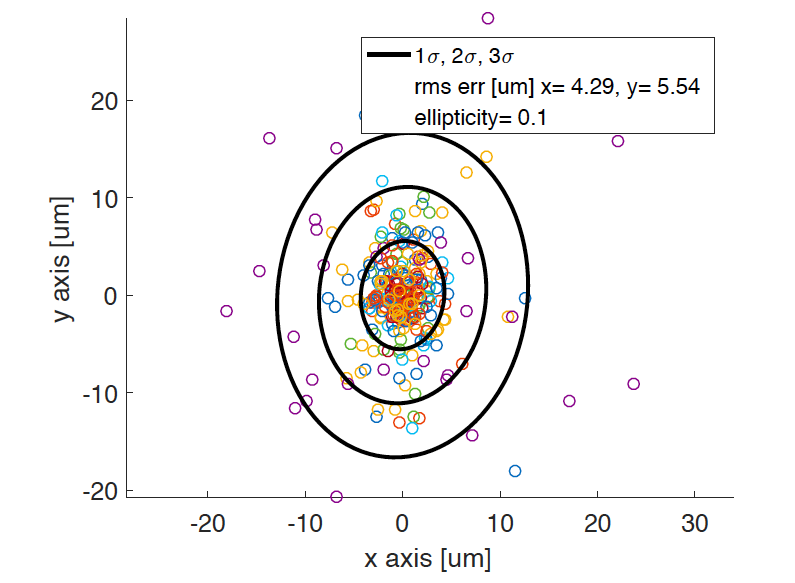 1σ, 2σ, 3σ
rms err [um] x= 4.29, y= 5.54
ellipticity= 0.1
20
10
0
-10
-20
y axis [um]
-20 -10 0 10 20 30
x axis [um]